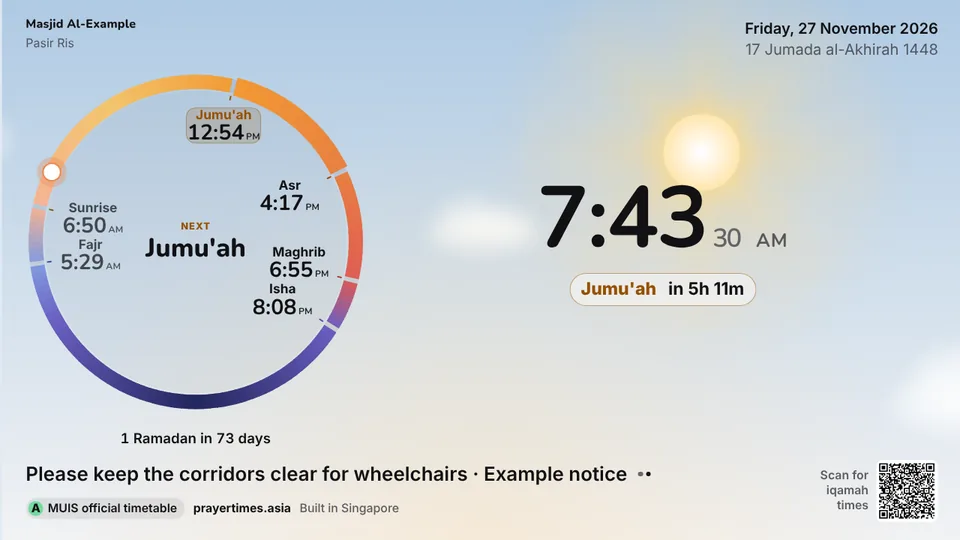 Masjid Al-Example
Pasir Ris
Friday, 27 November 2026
17 Jumada al-Akhirah 1448
Jumu'ah
12:54 PM
Asr
4:17 PM
Sunrise
6:50 AM
Fajr
5:29 AM
NEXT
Jumu'ah
Maghrib
6:55 PM
Isha
8:08 PM
7:43 30 AM
Jumu'ah in 5h 11m
1 Ramadan in 73 days
Please keep the corridors clear for wheelchairs · Example notice
A MUIS official timetable prayertimes.asia Built in Singapore
Scan for
iqamah
times